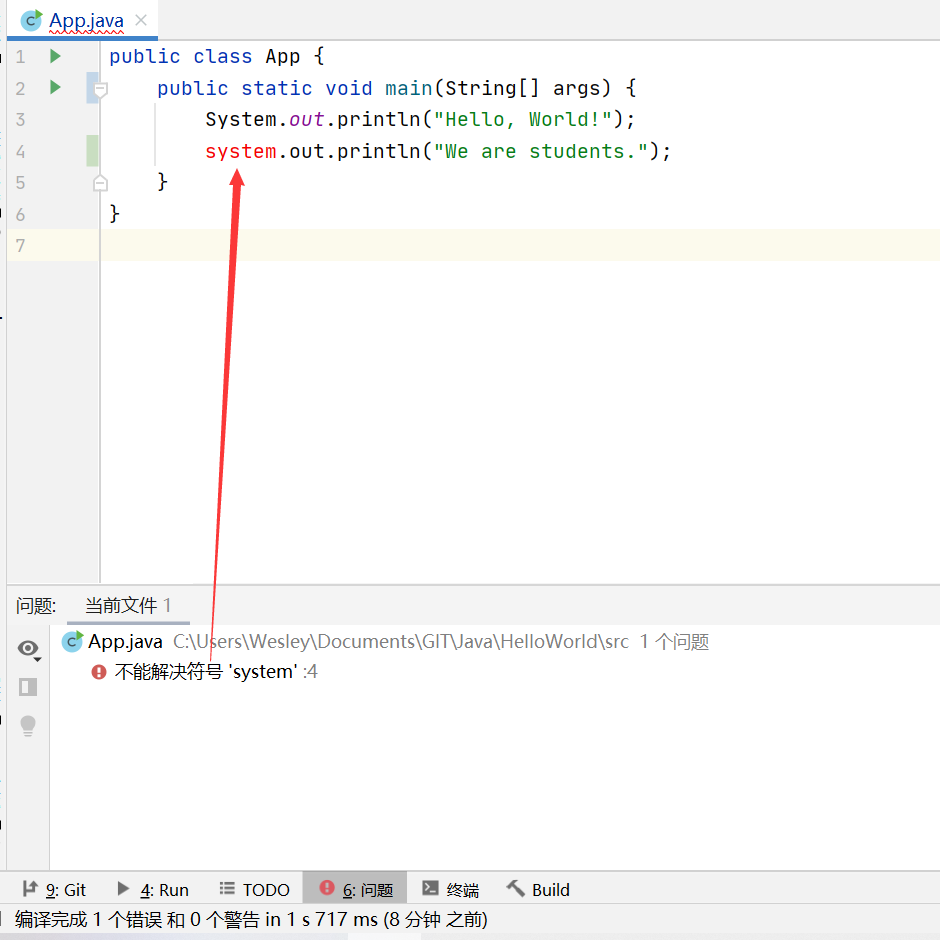 App.java
1 public class App {
2 public static void main(String[] args) {
3 System.out.println("Hello, World!");
4 system.out.println("We are students.");
5 }
6 }
7
问题: 当前文件 1
App.java C:\Users\Wesley\Documents\GIT\Java\HelloWorld\src 1 个问题
不能解决符号 'system' :4
9: Git 4: Run TODO 6: 问题 终端 Build
编译完成 1 个错误 和 0 个警告 in 1 s 717 ms (8 分钟 之前)